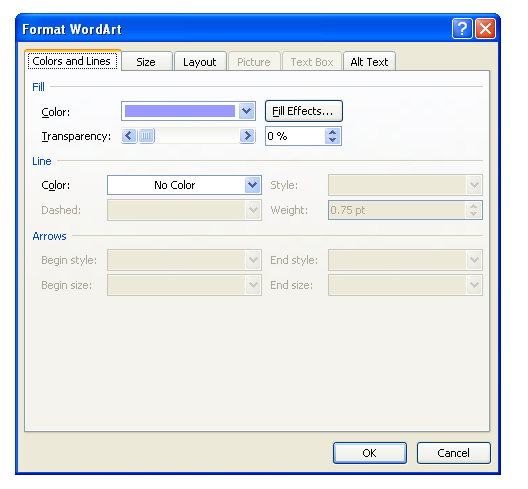 Format WordArt
Colors and Lines Size Layout Picture Text Box Alt Text
Fill
Color: Fill Effects...
Transparency: 0 %
Line
Color: No Color Style:
Dashed: Weight: 0.75 pt
Arrows
Begin style: End style:
Begin size: End size:
OK Cancel